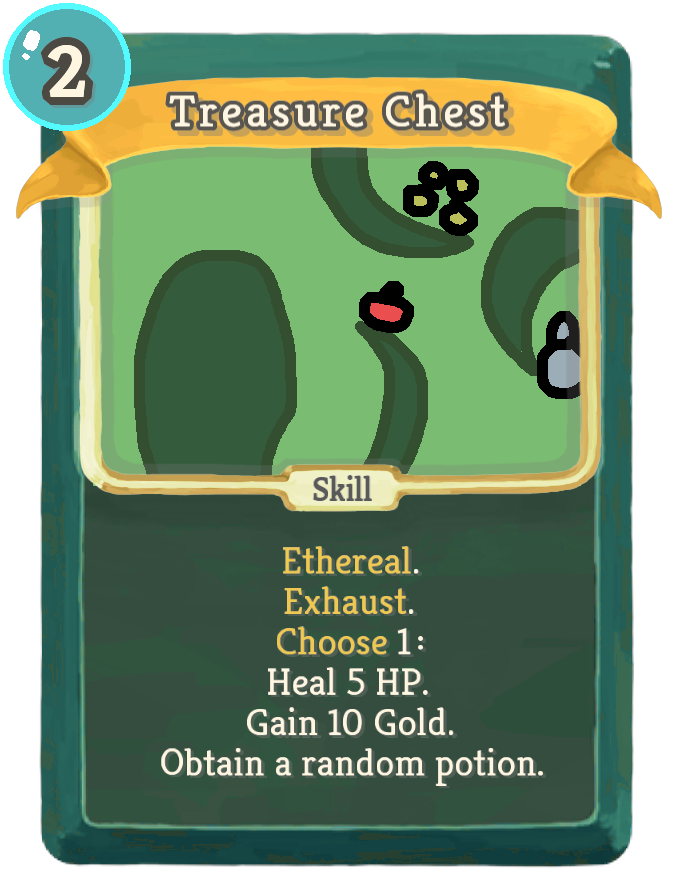 2
Treasure Chest
Skill
Ethereal.
Exhaust.
Choose 1:
Heal 5 HP.
Gain 10 Gold.
Obtain a random potion.